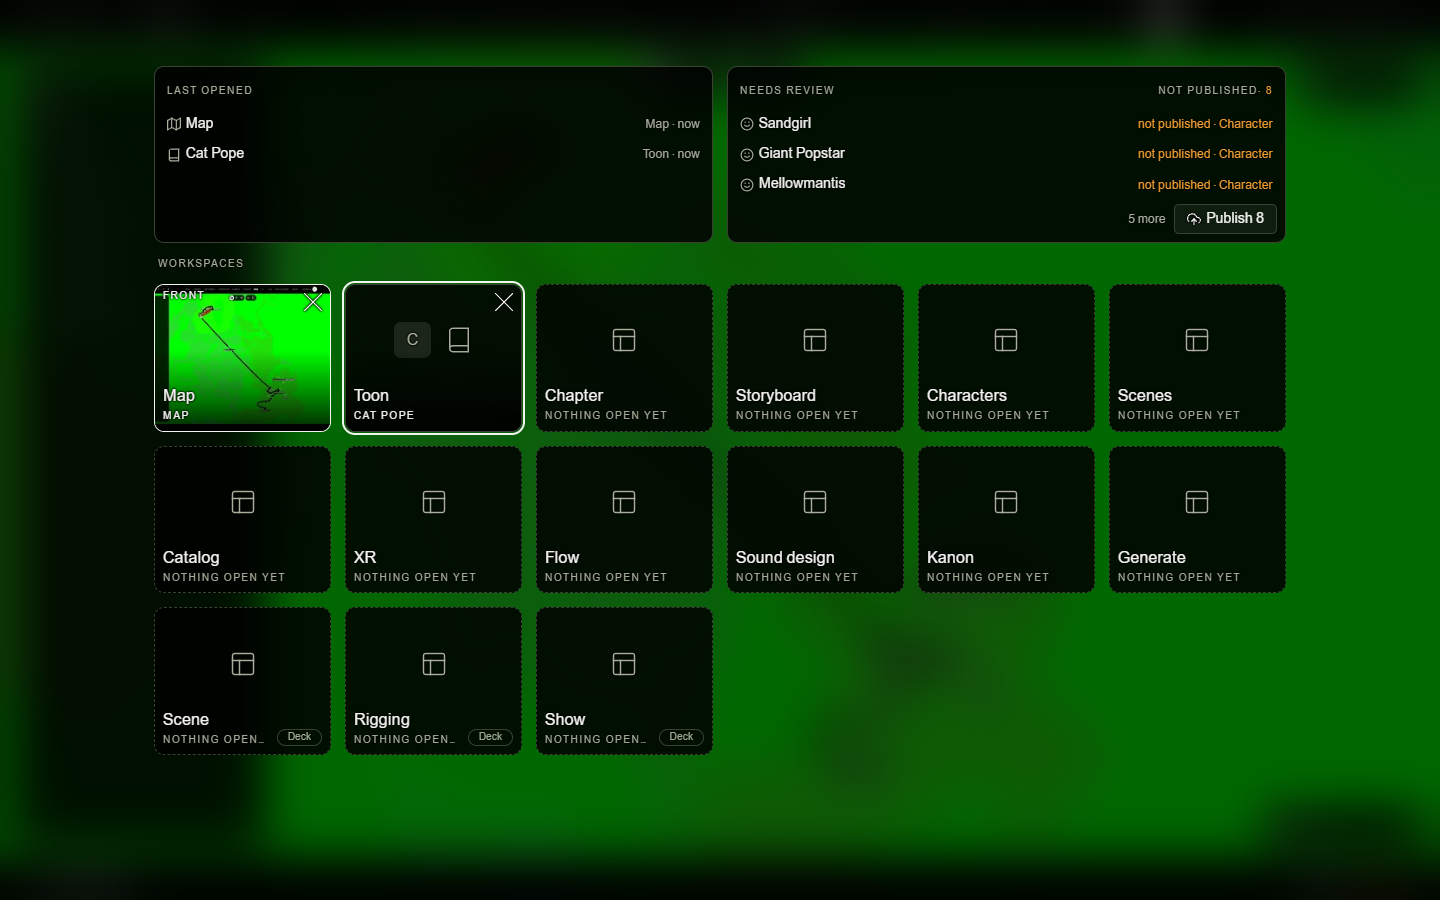 LAST OPENED
Map
Map · now
Cat Pope
Toon · now
NEEDS REVIEW
NOT PUBLISHED · 8
Sandgirl
not published · Character
Giant Popstar
not published · Character
Mellowmantis
not published · Character
5 more
Publish 8
WORKSPACES
FRONT
Map
MAP
C
Toon
CAT POPE
Chapter
NOTHING OPEN YET
Storyboard
NOTHING OPEN YET
Characters
NOTHING OPEN YET
Scenes
NOTHING OPEN YET
Catalog
NOTHING OPEN YET
XR
NOTHING OPEN YET
Flow
NOTHING OPEN YET
Sound design
NOTHING OPEN YET
Kanon
NOTHING OPEN YET
Generate
NOTHING OPEN YET
Scene
NOTHING OPEN…
Deck
Rigging
NOTHING OPEN…
Deck
Show
NOTHING OPEN…
Deck